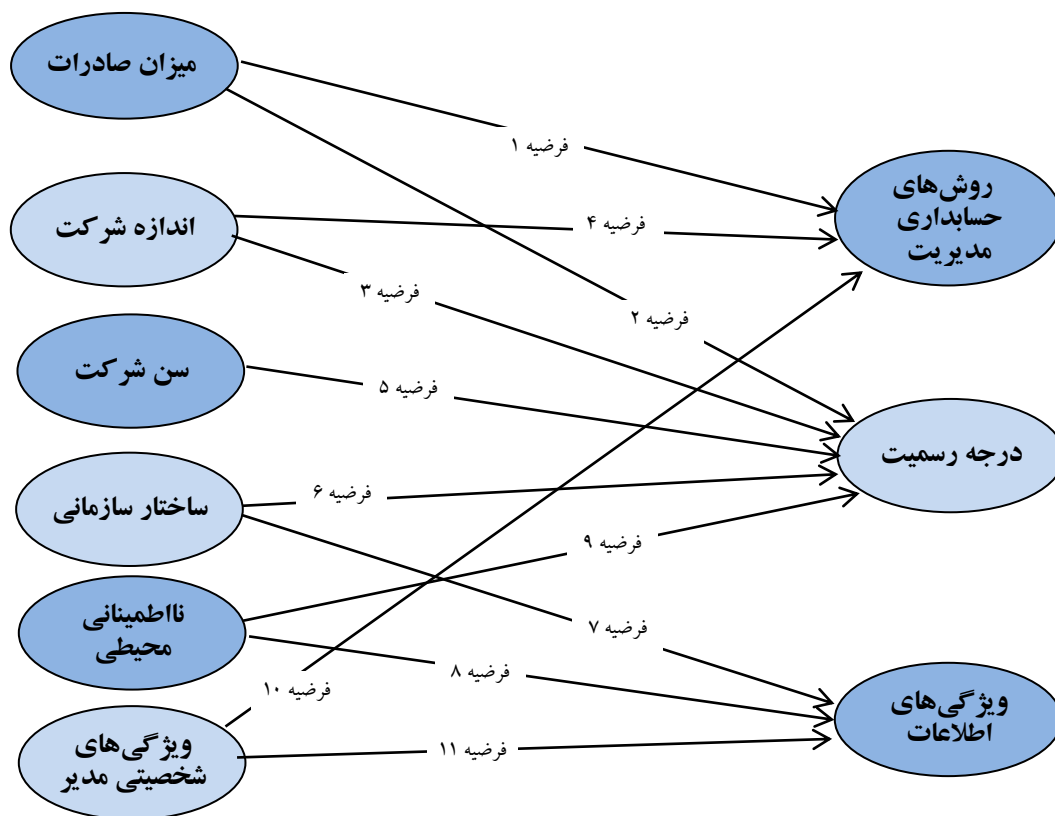 میزان صادرات
فرضیه ۱
روش‌های
حسابداری
مدیریت
اندازه شرکت
فرضیه ۴
فرضیه ۳
فرضیه ۲
سن شرکت
فرضیه ۵
درجه رسمیت
ساختار سازمانی
فرضیه ۶
فرضیه ۹
نااطمینانی
محیطی
فرضیه ۷
فرضیه ۸
فرضیه ۱۰
ویژگی‌های
اطلاعات
ویژگی‌های
شخصیتی مدیر
فرضیه ۱۱